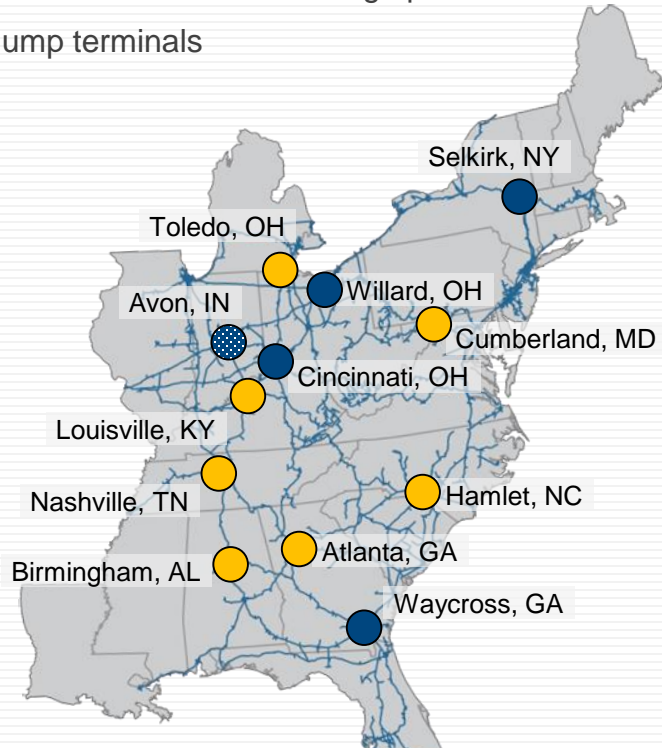 ump terminals
Selkirk, NY
Toledo, OH
Willard, OH
Avon, IN
Cumberland, MD
Cincinnati, OH
Louisville, KY
Nashville, TN
Hamlet, NC
Atlanta, GA
Birmingham, AL
Waycross, GA